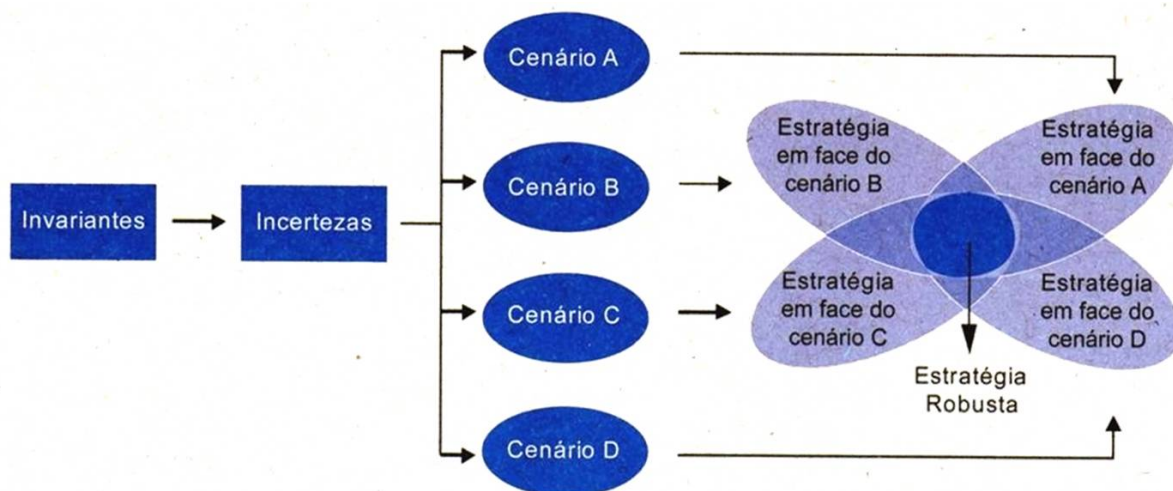 Invariantes
Incertezas
Cenário A
Cenário B
Cenário C
Cenário D
Estratégia
em face do
cenário B
Estratégia
em face do
cenário A
Estratégia
em face do
cenário C
Estratégia
em face do
cenário D
Estratégia
Robusta